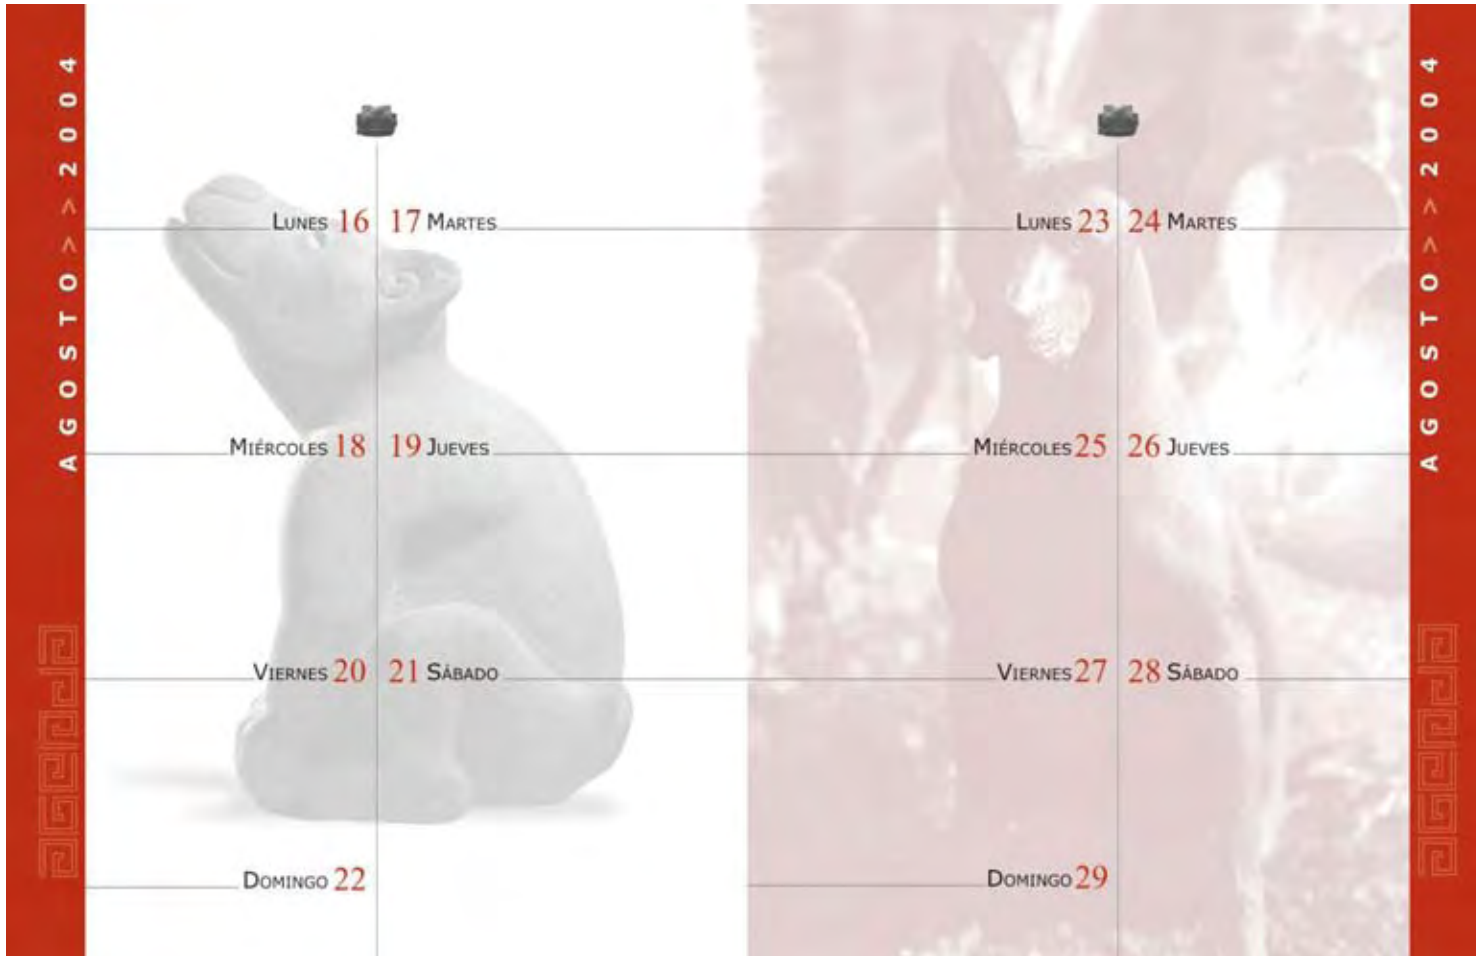 AGOSTO>>2004
LUNES 16 17 MARTES
MIÉRCOLES 18 19 JUEVES
VIERNES 20 21 SÁBADO
DOMINGO 22
LUNES 23 24 MARTES
MIÉRCOLES 25 26 JUEVES
VIERNES 27 28 SÁBADO
DOMINGO 29
AGOSTO>>2004